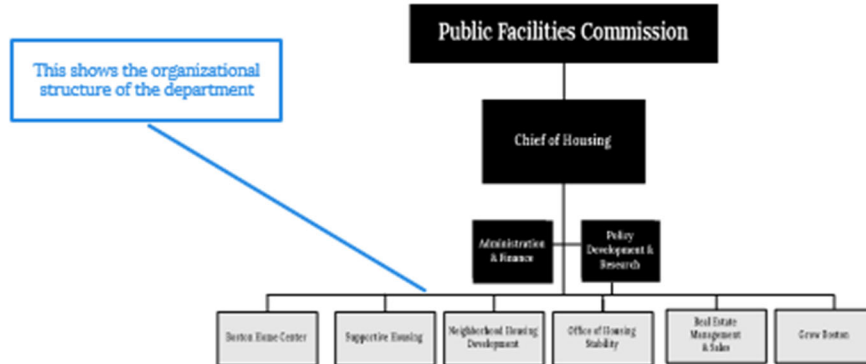 Public Facilities Commission
This shows the organizational
structure of the department
Chief of Housing
Administration
& Finance
Policy
Development &
Research
Boston Home Center
Supportive Housing
Neighborhood Housing
Development
Office of Housing
Stability
Real Estate
Management
& Sales
Grow Boston